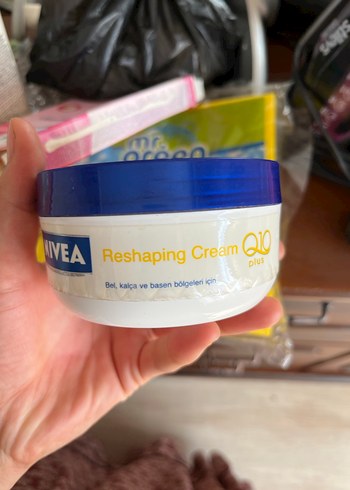 mr.
green
NIVEA
Reshaping Cream Q10
plus
Bel, kalça ve basen bölgeleri için